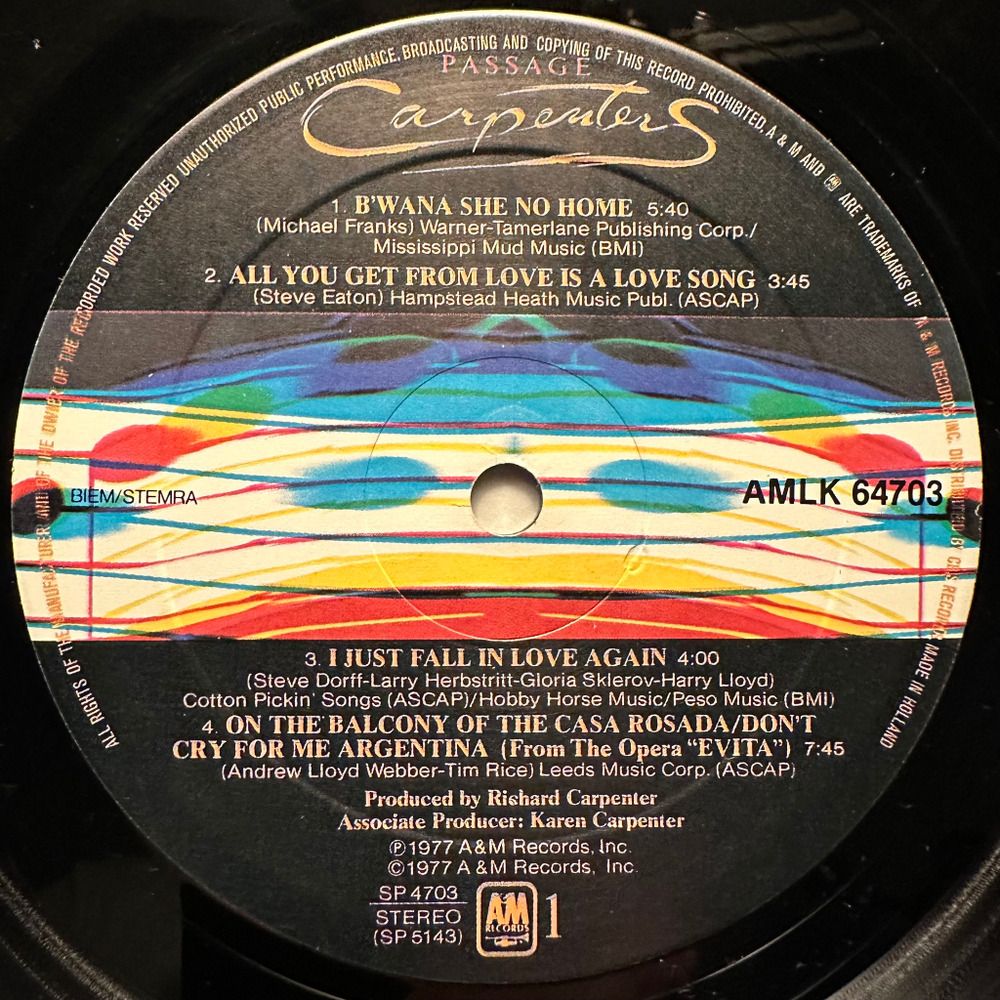 ALL RIGHTS OF THE MANUFACTURER AND OF THE OWNER OF THE RECORDED WORK RESERVED UNAUTHORIZED PUBLIC PERFORMANCE, BROADCASTING AND COPYING OF THIS RECORD PROHIBITED, A & M AND AM ARE TRADEMARKS OF A & M RECORDS INC. DISTRIBUTED BY CBS RECORDS MADE IN HOLLAND
PASSAGE
Carpenters
1. B'WANA SHE NO HOME 5:40
(Michael Franks) Warner-Tamerlane Publishing Corp./
Mississippi Mud Music (BMI)
2. ALL YOU GET FROM LOVE IS A LOVE SONG 3:45
(Steve Eaton) Hampstead Heath Music Publ. (ASCAP)
BIEM/STEMRA
AMLK 64703
3. I JUST FALL IN LOVE AGAIN 4:00
(Steve Dorff-Larry Herbstritt-Gloria Sklerov-Harry Lloyd)
Cotton Pickin' Songs (ASCAP)/Hobby Horse Music/Peso Music (BMI)
4. ON THE BALCONY OF THE CASA ROSADA/DON'T
CRY FOR ME ARGENTINA (From The Opera "EVITA") 7:45
(Andrew Lloyd Webber-Tim Rice) Leeds Music Corp. (ASCAP)
Produced by Richard Carpenter
Associate Producer: Karen Carpenter
℗1977 A&M Records, Inc.
©1977 A&M Records, Inc.
SP 4703
STEREO
(SP 5143)
AM
RECORDS
1